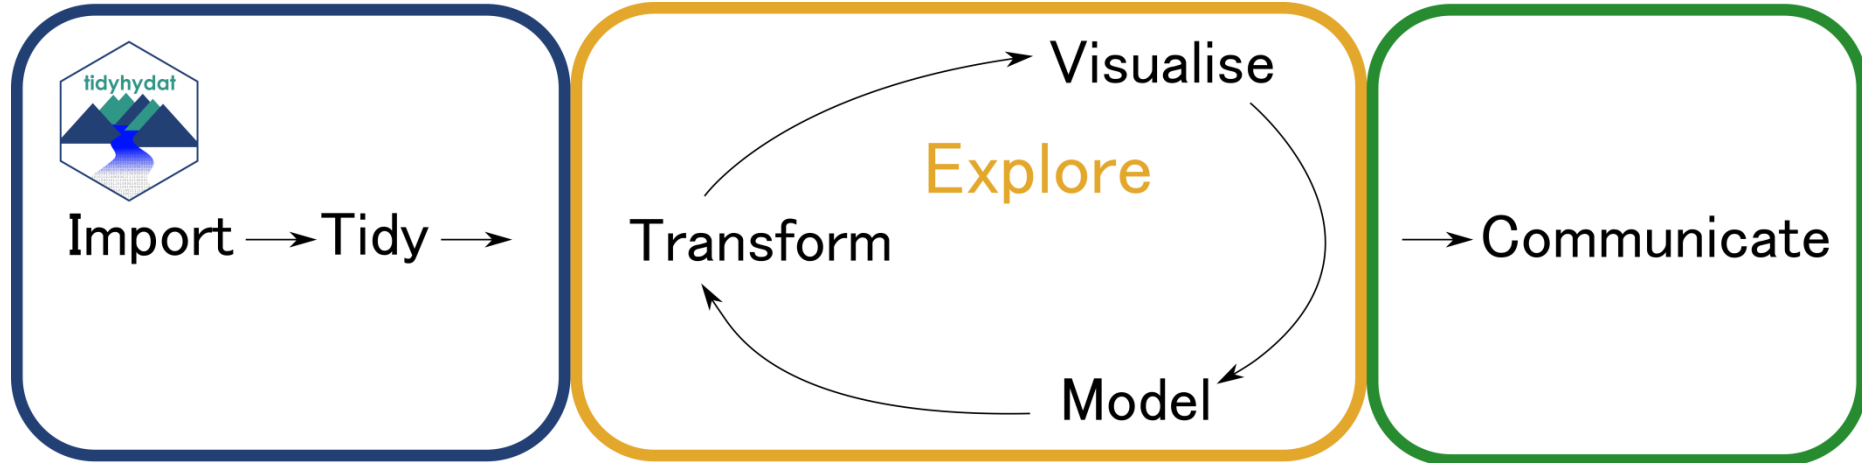 tidyhydat
Import
Tidy
Transform
Visualise
Explore
Model
Communicate